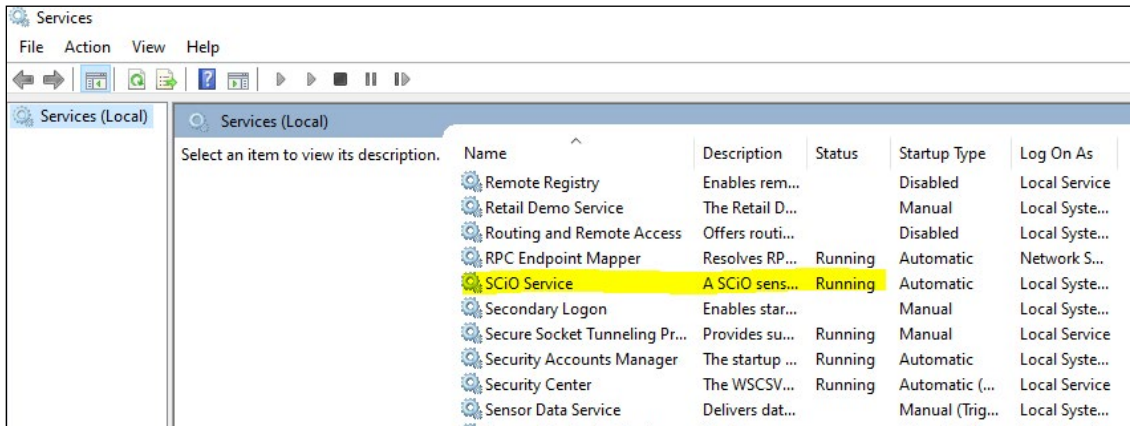 Services
File Action View Help
Services (Local)
Services (Local)
Select an item to view its description.
Name Description Status Startup Type Log On As
Remote Registry Enables rem... Disabled Local Service
Retail Demo Service The Retail D... Manual Local Syste...
Routing and Remote Access Offers routi... Disabled Local Syste...
RPC Endpoint Mapper Resolves RP... Running Automatic Network S...
SCiO Service A SCiO sens... Running Automatic Local Syste...
Secondary Logon Enables star... Manual Local Syste...
Secure Socket Tunneling Pr... Provides su... Running Manual Local Service
Security Accounts Manager The startup ... Running Automatic Local Syste...
Security Center The WSCSV... Running Automatic (... Local Service
Sensor Data Service Delivers dat... Manual (Trig... Local Syste...